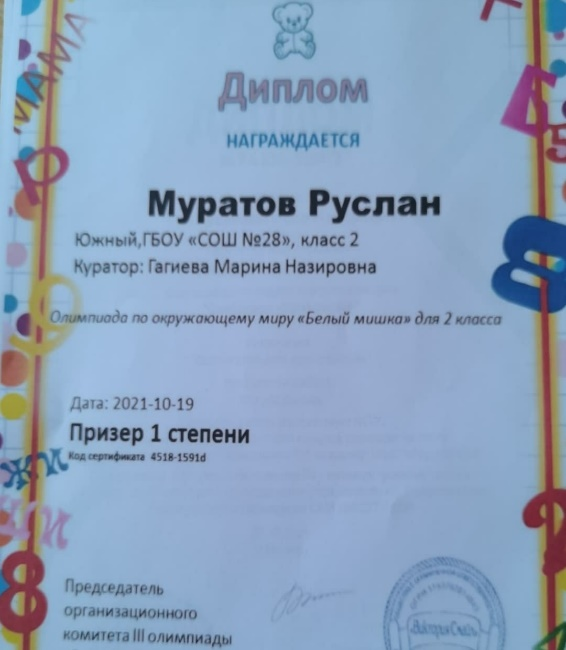 Диплом
НАГРАЖДАЕТСЯ
Муратов Руслан
Южный,ГБОУ «СОШ №28», класс 2
Куратор: Гагиева Марина Назировна
Олимпиада по окружающему миру «Белый мишка» для 2 класса
Дата: 2021-10-19
Призер 1 степени
Код сертификата 4518-1591d
Председатель
организационного
комитета III олимпиады
МАМА